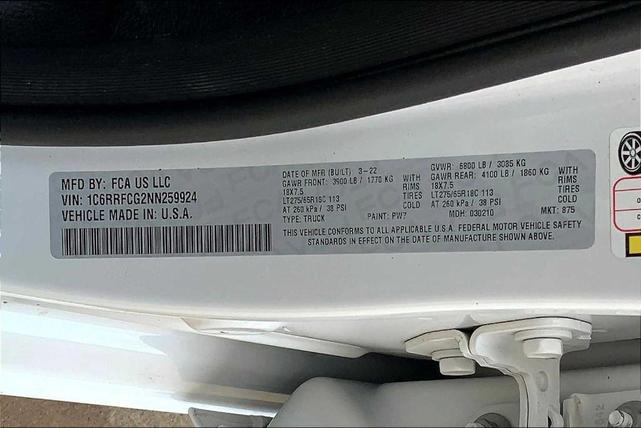 MFD BY: FCA US LLC
VIN: 1C6RRFCG2NN259924
VEHICLE MADE IN: U.S.A.
DATE OF MFR (BUILT) 3-22
GAWR FRONT: 3900 LB / 1770 KG WITH
18X7.5 RIMS
LT275/65R18C 113 TIRES
AT 260 kPa / 38 PSI COLD
TYPE: TRUCK PAINT: PW7
GVWR: 6800 LB / 3085 KG
GAWR REAR: 4100 LB / 1860 KG WITH
18X7.5 RIMS
LT275/65R18C 113 TIRES
AT 260 kPa / 38 PSI COLD
MDH: 030210 MKT: 875
THIS VEHICLE CONFORMS TO ALL APPLICABLE U.S.A. FEDERAL MOTOR VEHICLE SAFETY
STANDARDS IN EFFECT ON THE DATE OF MANUFACTURE SHOWN ABOVE.